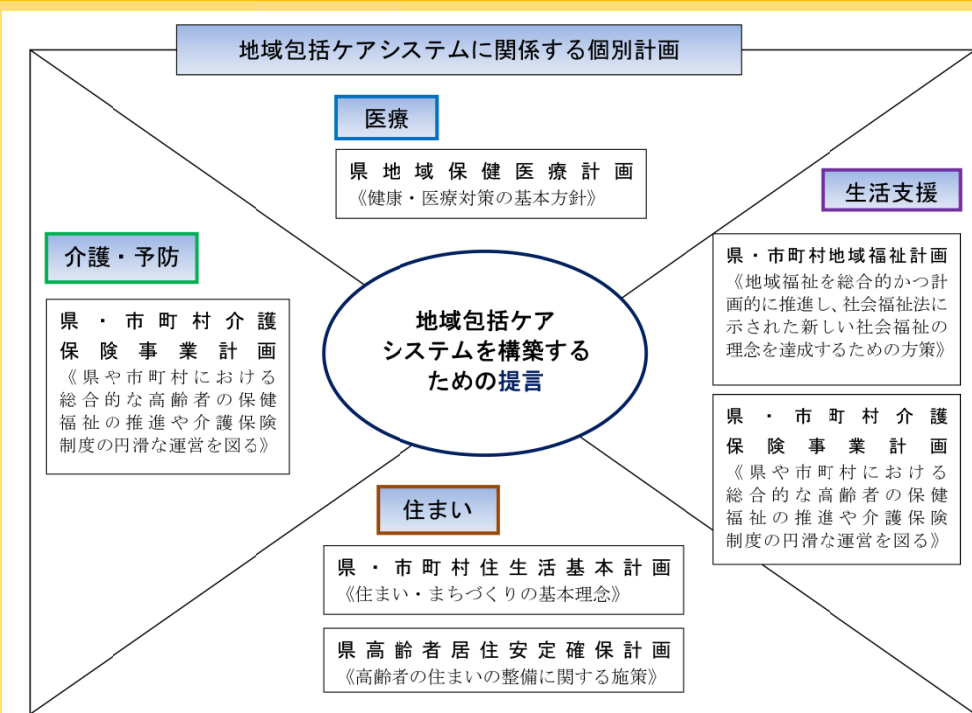 地域包括ケアシステムに関係する個別計画
医療
県地域保健医療計画
《健康・医療対策の基本方針》
生活支援
県・市町村地域福祉計画
《地域福祉を総合的かつ計
画的に推進し、社会福祉法に
示された新しい社会福祉の
理念を達成するための方策》
県・市町村介護
保険事業計画
《県や市町村における
総合的な高齢者の保健
福祉の推進や介護保険
制度の円滑な運営を図る》
介護・予防
県・市町村介護
保険事業計画
《県や市町村における
総合的な高齢者の保健
福祉の推進や介護保険
制度の円滑な運営を図る》
地域包括ケア
システムを構築する
ための提言
住まい
県・市町村住生活基本計画
《住まい・まちづくりの基本理念》
県高齢者居住安定確保計画
《高齢者の住まいの整備に関する施策》